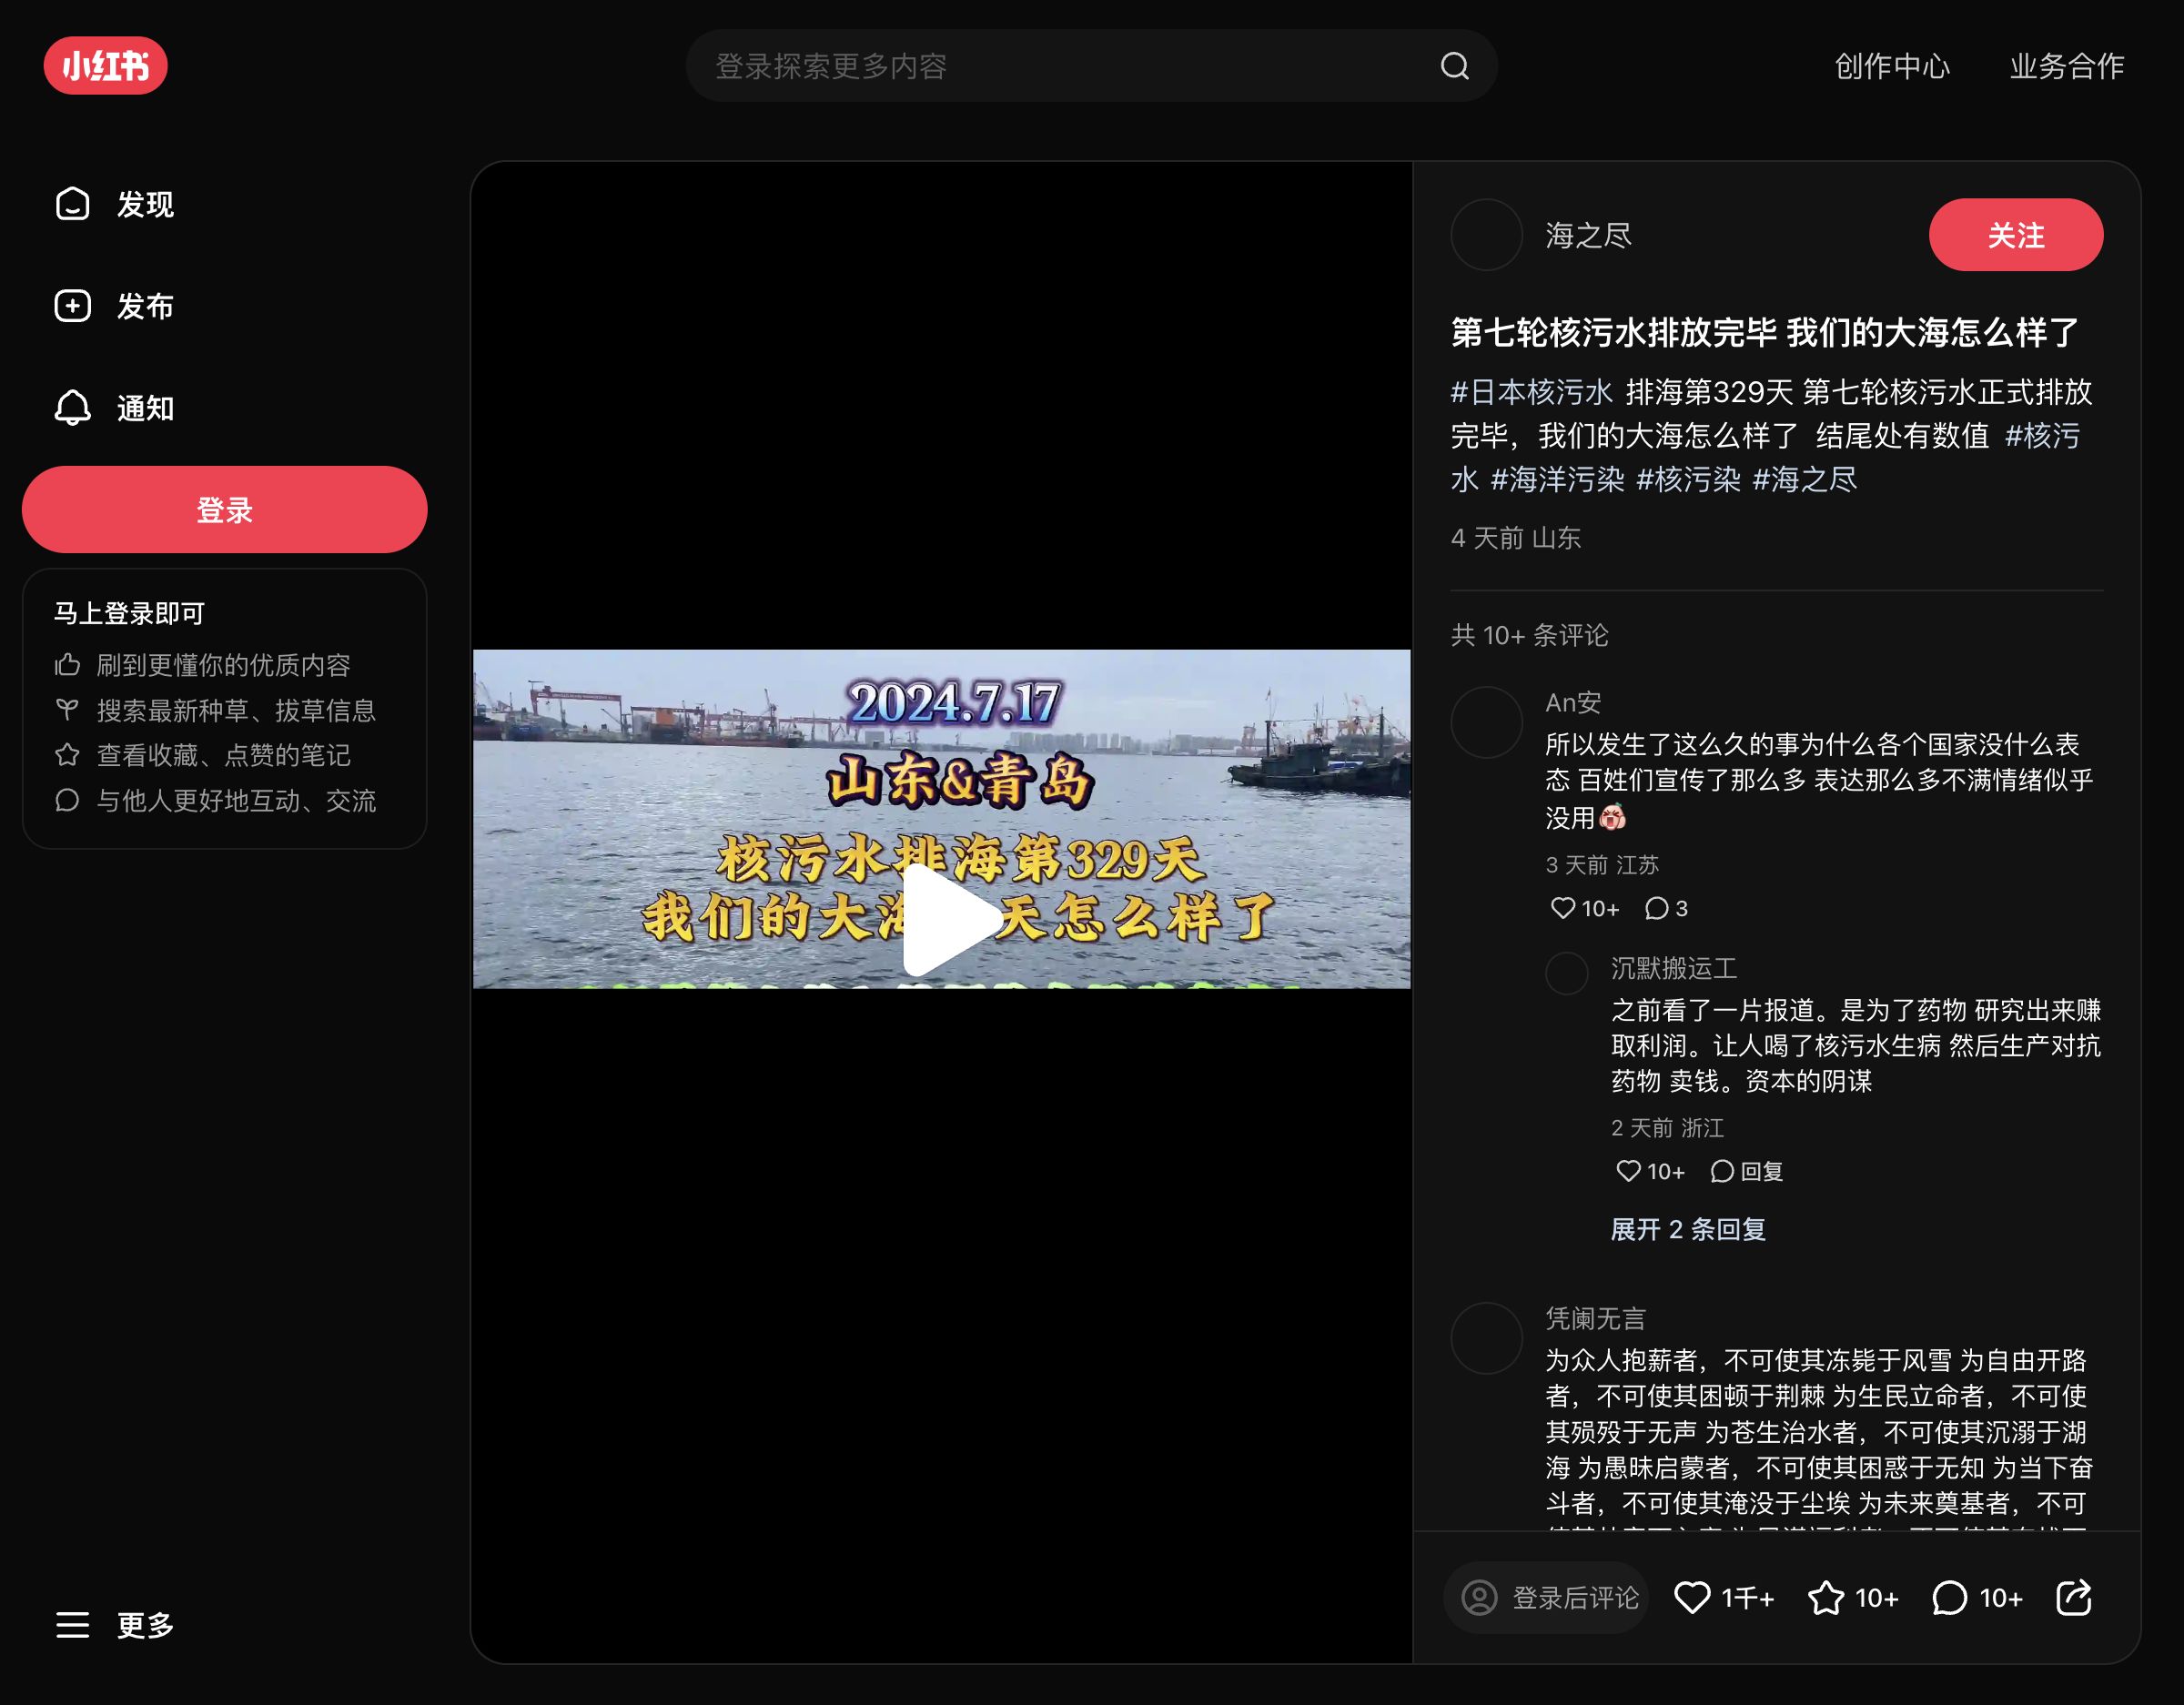 小红书
登录探索更多内容
创作中心
业务合作
发现
发布
通知
登录
马上登录即可
刷到更懂你的优质内容
搜索最新种草、拔草信息
查看收藏、点赞的笔记
与他人更好地互动、交流
更多
2024.7.17
山东&青岛
核污水排海第329天
我们的大海 天怎么样了
海之尽
关注
第七轮核污水排放完毕 我们的大海怎么样了
#日本核污水 排海第329天 第七轮核污水正式排放
完毕，我们的大海怎么样了 结尾处有数值 #核污
水 #海洋污染 #核污染 #海之尽
4 天前 山东
共 10+ 条评论
An安
所以发生了这么久的事为什么各个国家没什么表
态 百姓们宣传了那么多 表达那么多不满情绪似乎
没用
3 天前 江苏
10+ 3
沉默搬运工
之前看了一片报道。是为了药物 研究出来赚
取利润。让人喝了核污水生病 然后生产对抗
药物 卖钱。资本的阴谋
2 天前 浙江
10+ 回复
展开 2 条回复
凭阑无言
为众人抱薪者，不可使其冻毙于风雪 为自由开路
者，不可使其困顿于荆棘 为生民立命者，不可使
其殒殁于无声 为苍生治水者，不可使其沉溺于湖
海 为愚昧启蒙者，不可使其困惑于无知 为当下奋
斗者，不可使其淹没于尘埃 为未来奠基者，不可
登录后评论
1千+ 10+ 10+